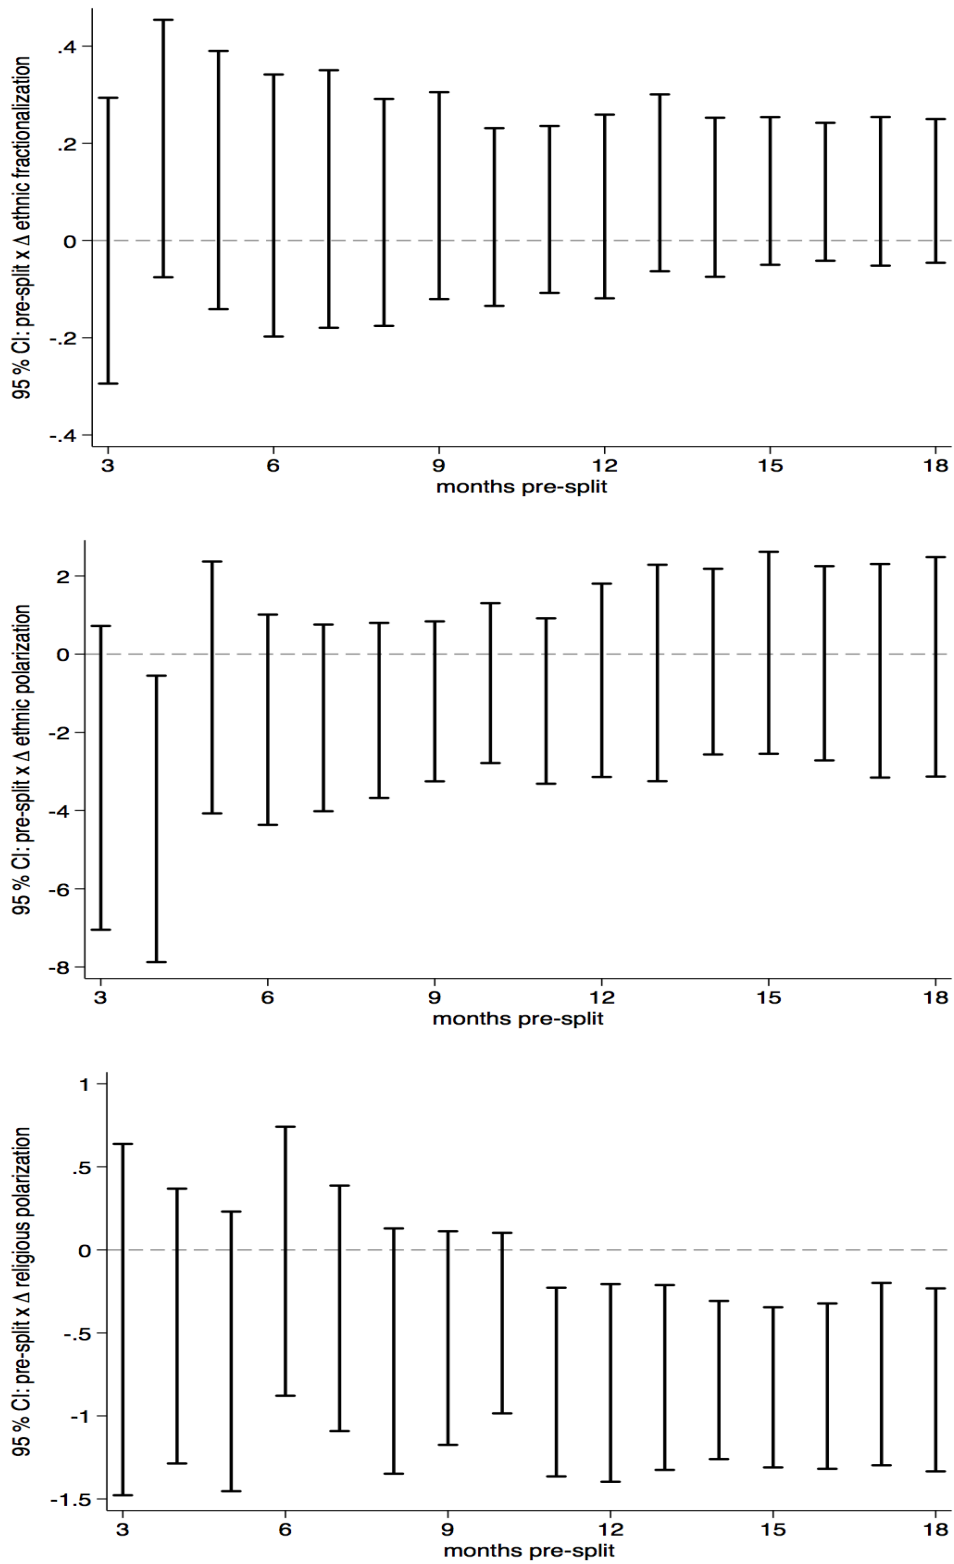 95 % CI: pre-split x Δ ethnic fractionalization
.4
.2
0
-.2
-.4
3 6 9 12 15 18
months pre-split
95 % CI: pre-split x Δ ethnic polarization
2
0
-2
-4
-6
-8
3 6 9 12 15 18
months pre-split
95 % CI: pre-split x Δ religious polarization
1
.5
0
-.5
-1
-1.5
3 6 9 12 15 18
months pre-split